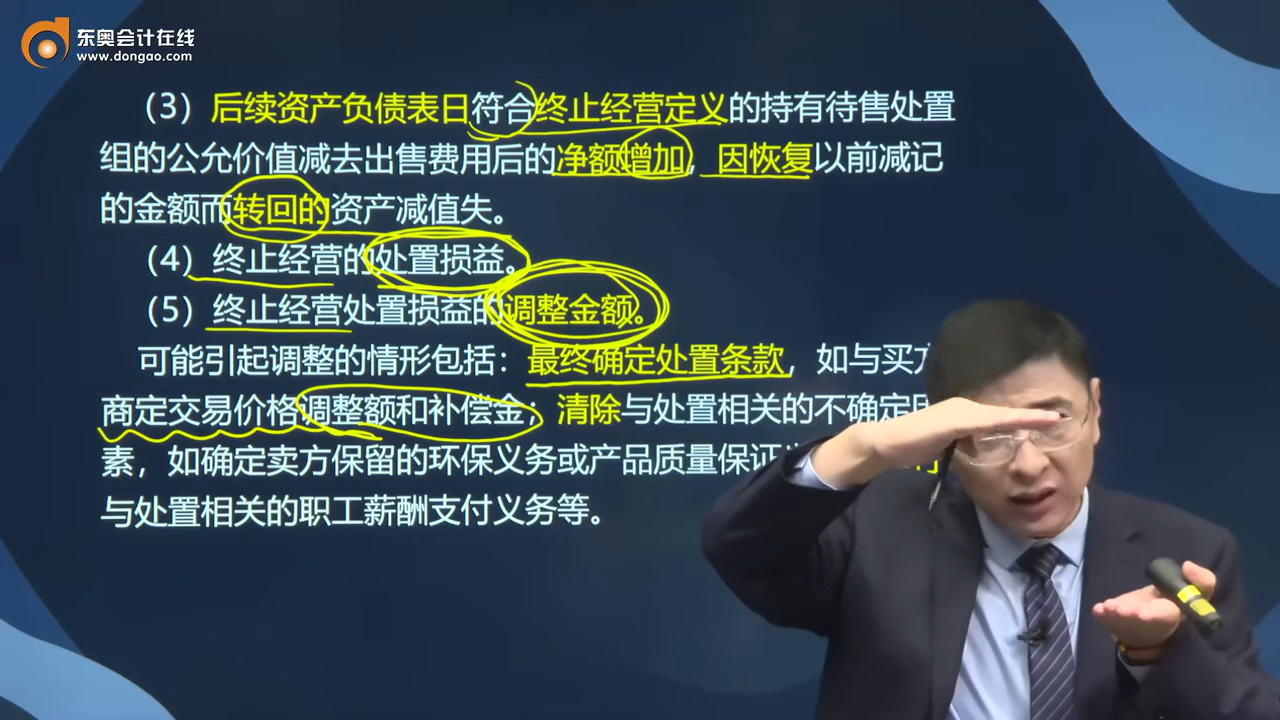 东奥会计在线
www.dongao.com
（3）后续资产负债表日符合终止经营定义的持有待售处置
组的公允价值减去出售费用后的净额增加，因恢复以前减记
的金额而转回的资产减值失。
（4）终止经营的处置损益。
（5）终止经营处置损益的调整金额。
可能引起调整的情形包括：最终确定处置条款，如与买
商定交易价格调整额和补偿金；清除与处置相关的不确定
素，如确定卖方保留的环保义务或产品质量保证
与处置相关的职工薪酬支付义务等。